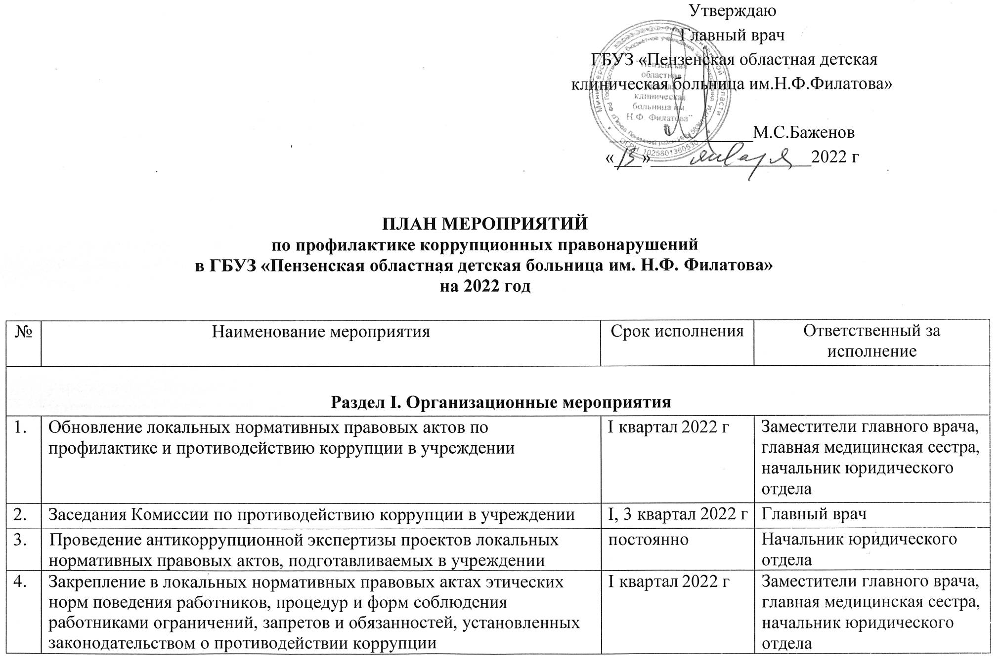 Утверждаю
Главный врач
ГБУЗ «Пензенская областная детская
клиническая больница им.Н.Ф.Филатова»
областная
клиническая
больница им.
Н.Ф. Филатова"
ОГРН 1025801360530
М.С.Баженов
«13» января 2022 г
ПЛАН МЕРОПРИЯТИЙ
по профилактике коррупционных правонарушений
в ГБУЗ «Пензенская областная детская больница им. Н.Ф. Филатова»
на 2022 год
№ Наименование мероприятия Срок исполнения Ответственный за
исполнение
Раздел I. Организационные мероприятия
1. Обновление локальных нормативных правовых актов по
профилактике и противодействию коррупции в учреждении
I квартал 2022 г
Заместители главного врача,
главная медицинская сестра,
начальник юридического
отдела
2. Заседания Комиссии по противодействию коррупции в учреждении
I, 3 квартал 2022 г
Главный врач
3. Проведение антикоррупционной экспертизы проектов локальных
нормативных правовых актов, подготавливаемых в учреждении
постоянно
Начальник юридического
отдела
4. Закрепление в локальных нормативных правовых актах этических
норм поведения работников, процедур и форм соблюдения
работниками ограничений, запретов и обязанностей, установленных
законодательством о противодействии коррупции
I квартал 2022 г
Заместители главного врача,
главная медицинская сестра,
начальник юридического
отдела